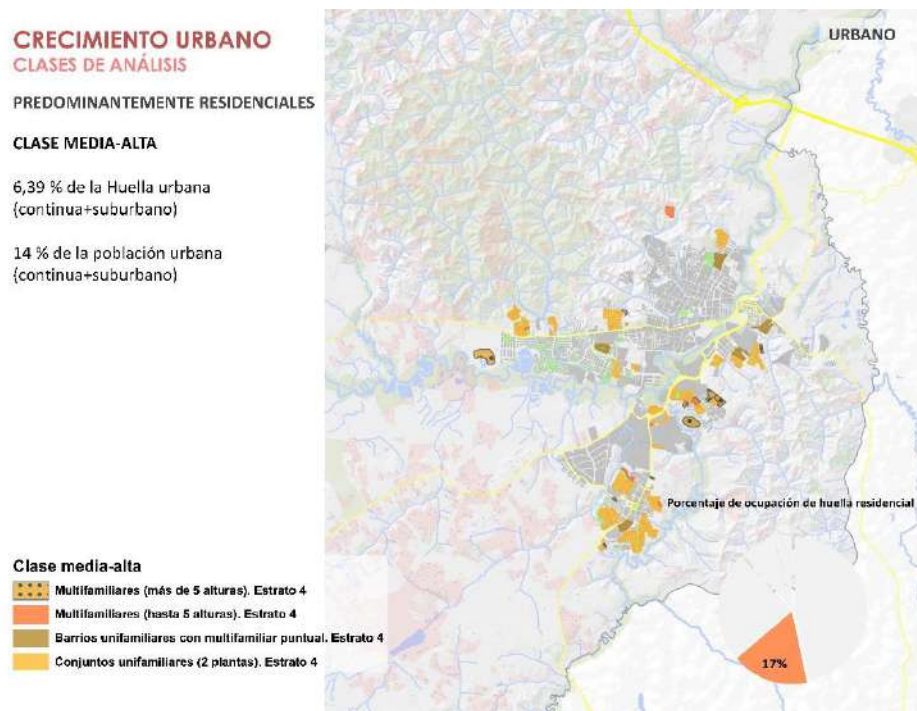 CRECIMIENTO URBANO
CLASES DE ANÁLISIS
PREDOMINANTEMENTE RESIDENCIALES
CLASE MEDIA-ALTA
6,39 % de la Huella urbana
(continua+suburbano)
14 % de la población urbana
(continua+suburbano)
URBANO
Porcentaje de ocupación de huella residencial
17%
Clase media-alta
Multifamiliares (más de 5 alturas). Estrato 4
Multifamiliares (hasta 5 alturas). Estrato 4
Barrios unifamiliares con multifamiliar puntual. Estrato 4
Conjuntos unifamiliares (2 plantas). Estrato 4